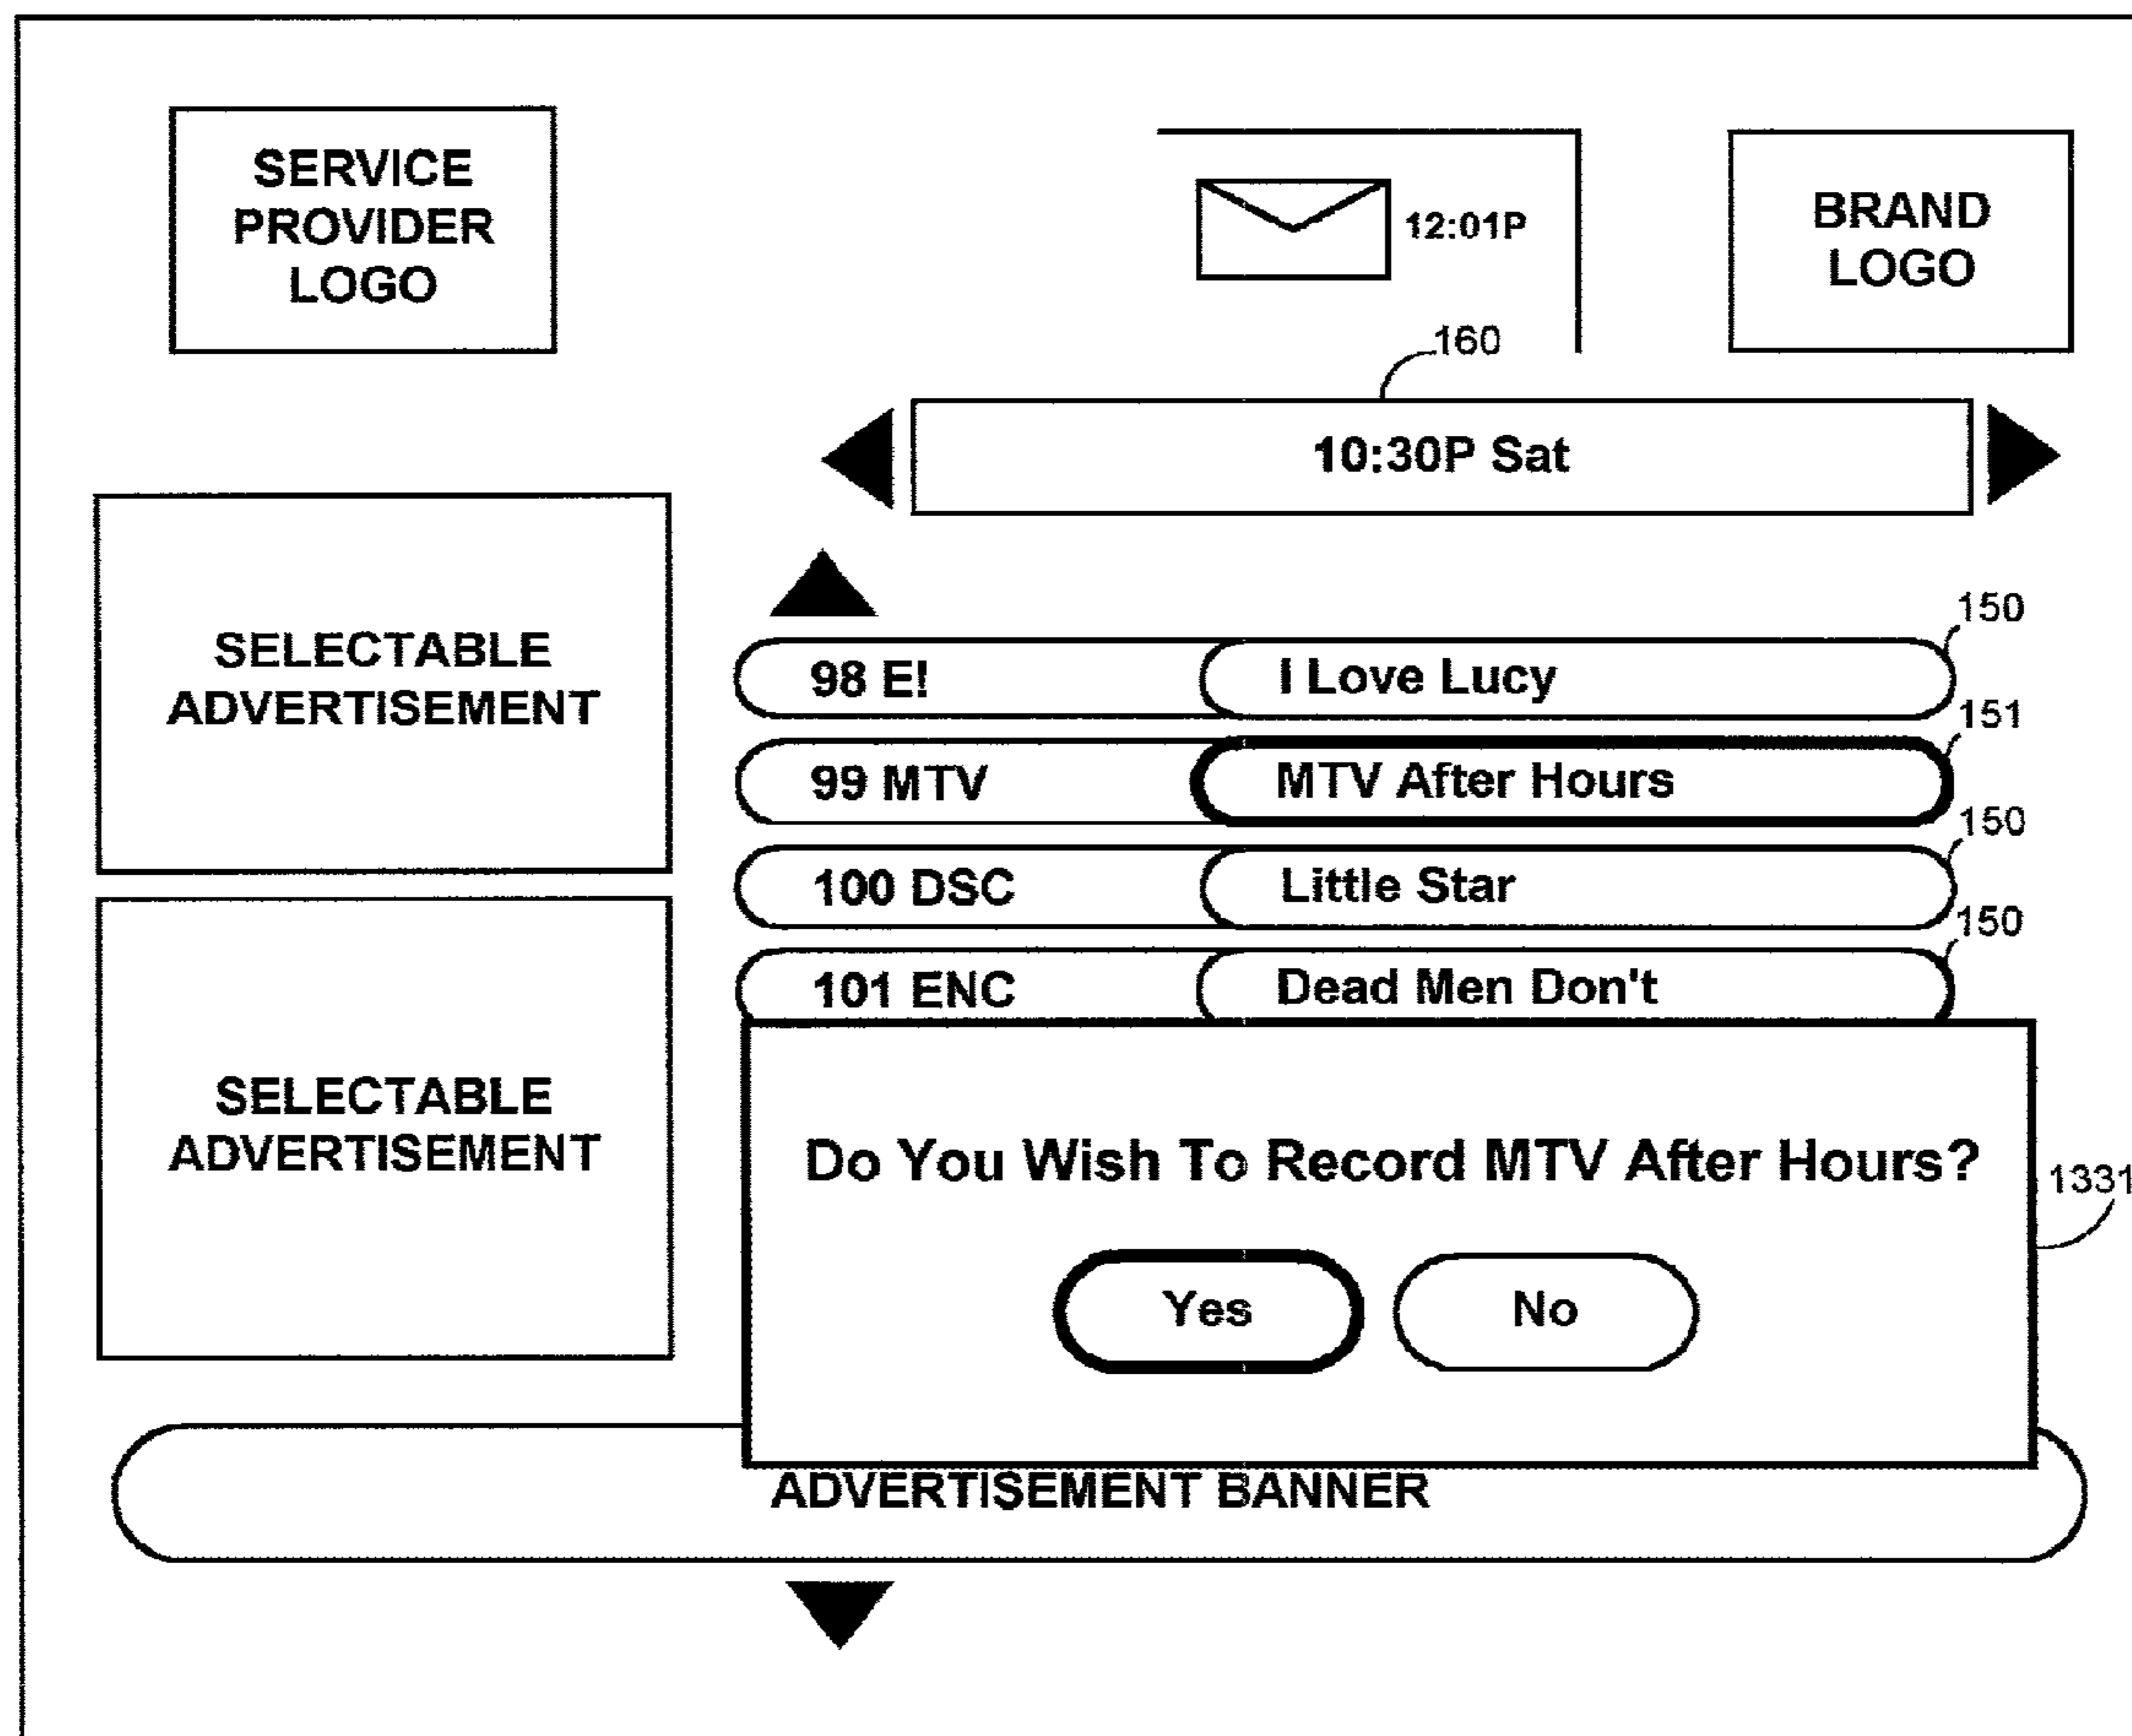 SERVICE
PROVIDER
LOGO
12:01P
BRAND
LOGO
160
10:30P Sat
SELECTABLE
ADVERTISEMENT
150
98 E! I Love Lucy
151
99 MTV MTV After Hours
150
100 DSC Little Star
150
101 ENC Dead Men Don't
SELECTABLE
ADVERTISEMENT
Do You Wish To Record MTV After Hours?
1331
Yes No
ADVERTISEMENT BANNER